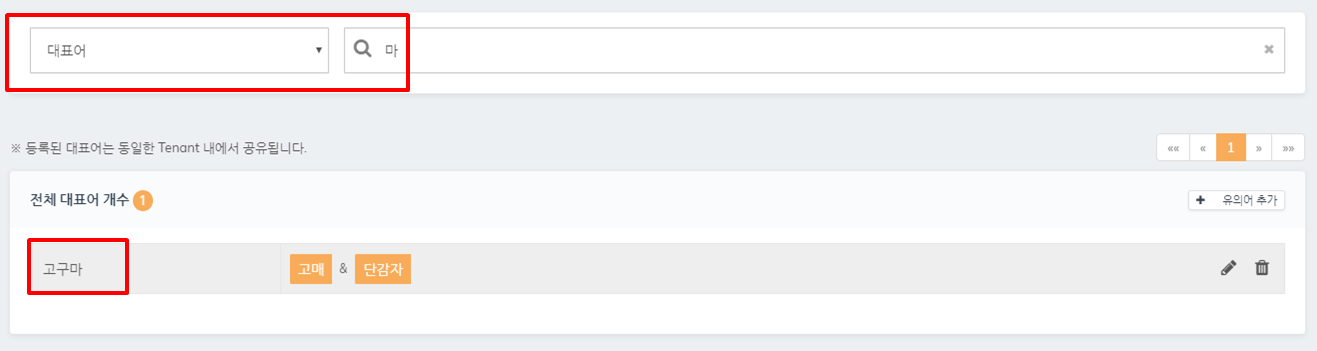 대표어
마
※ 등록된 대표어는 동일한 Tenant 내에서 공유됩니다.
«« « 1 » »»
전체 대표어 개수 1
+ 유의어 추가
고구마
고매 & 단감자